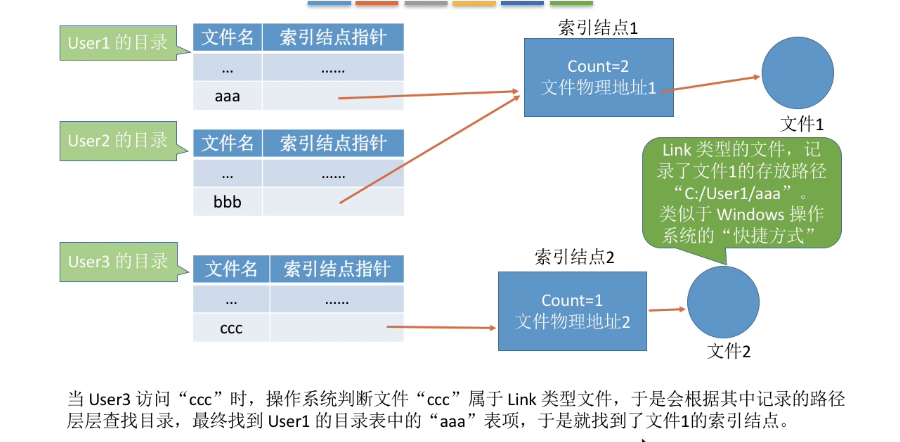 User1 的目录
文件名 索引结点指针
... ......
aaa
索引结点1
Count=2
文件物理地址1
文件1
User2 的目录
文件名 索引结点指针
... ......
bbb
Link 类型的文件，记
录了文件1的存放路径
“C:/User1/aaa”。
类似于 Windows 操作
系统的“快捷方式”
User3 的目录
文件名 索引结点指针
... ......
ccc
索引结点2
Count=1
文件物理地址2
文件2
当 User3 访问“ccc”时，操作系统判断文件“ccc”属于 Link 类型文件，于是会根据其中记录的路径
层层查找目录，最终找到 User1 的目录表中的“aaa”表项，于是就找到了文件1的索引结点。